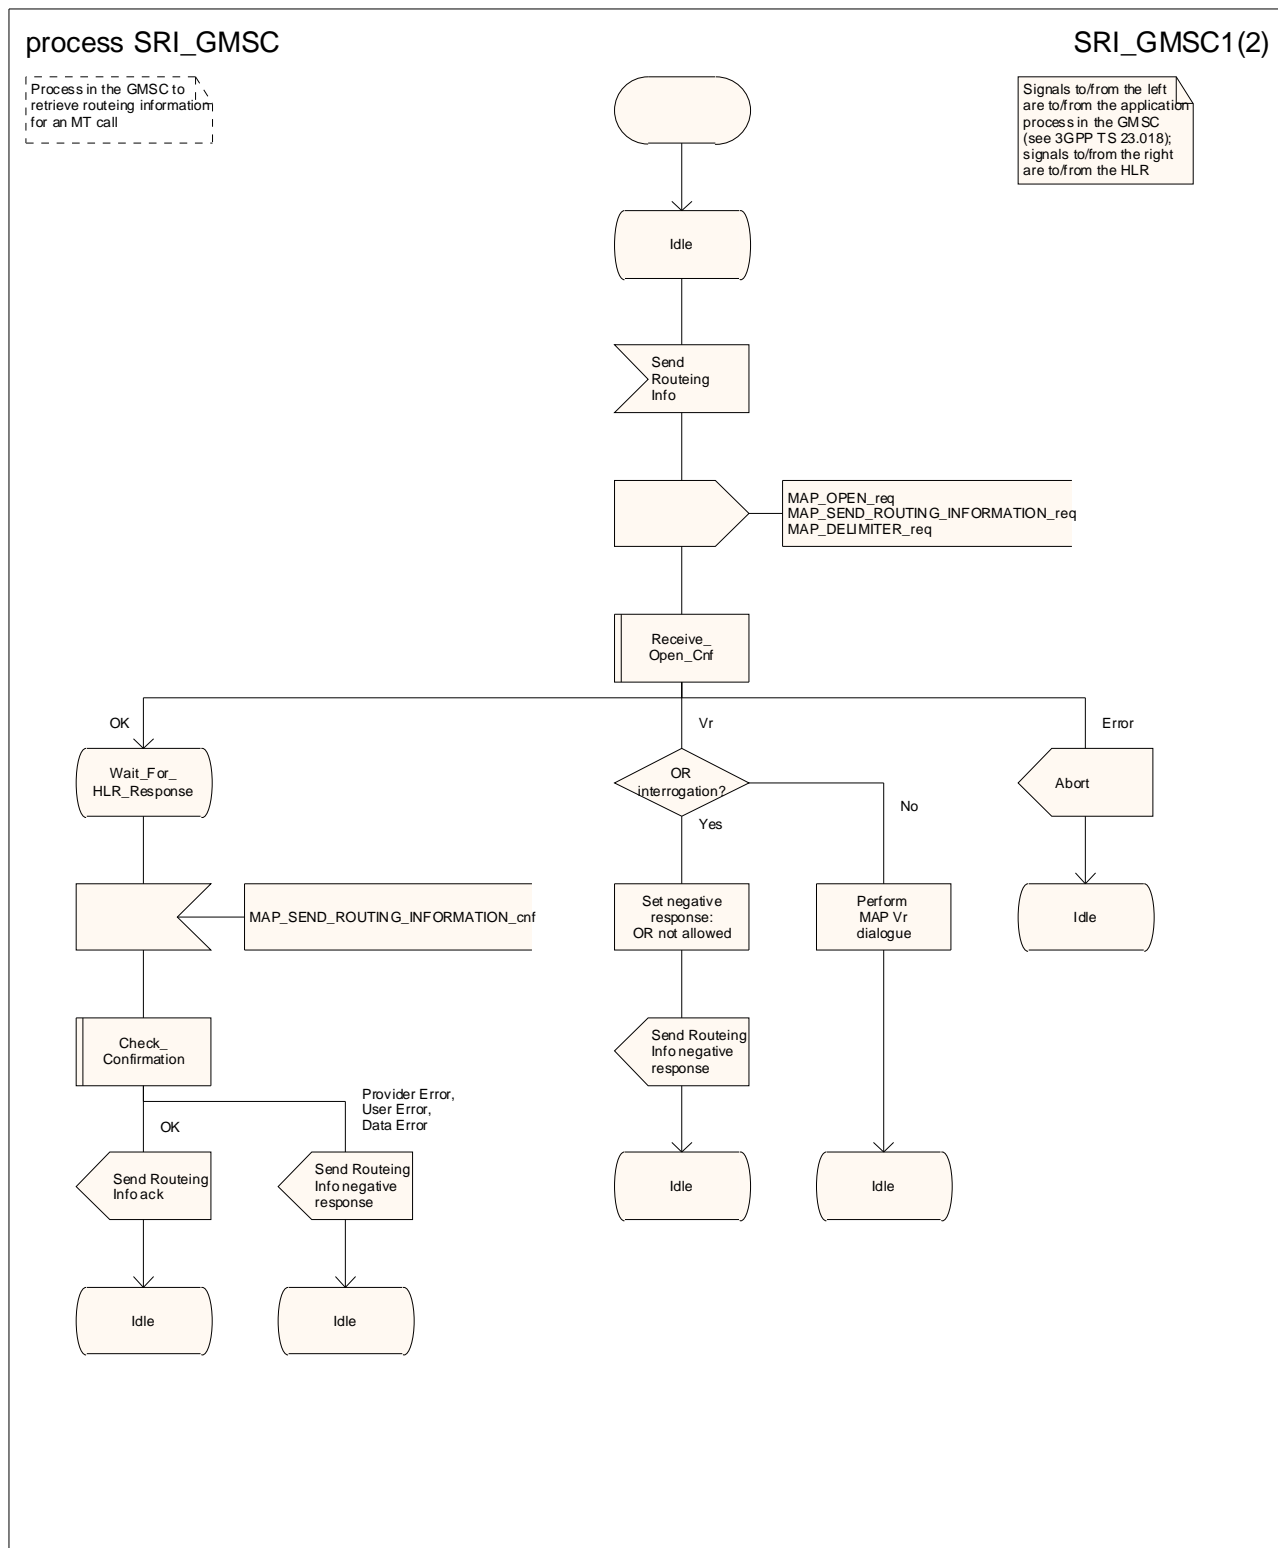 process SRI_GMSC
SRI_GMSC1(2)
Process in the GMSC to
retrieve routeing information
for an MT call
Signals to/from the left
are to/from the application
process in the GMSC
(see 3GPP TS 23.018);
signals to/from the right
are to/from the HLR
Idle
Send
Routeing
Info
MAP_OPEN_req
MAP_SEND_ROUTING_INFORMATION_req
MAP_DELIMITER_req
Receive_
Open_Cnf
OK
Vr
Error
Wait_For_
HLR_Response
OR
interrogation?
Abort
No
Yes
MAP_SEND_ROUTING_INFORMATION_cnf
Set negative
response:
OR not allowed
Perform
MAP Vr
dialogue
Idle
Check_
Confirmation
Send Routeing
Info negative
response
Provider Error,
User Error,
Data Error
OK
Send Routeing
Info ack
Send Routeing
Info negative
response
Idle
Idle
Idle
Idle